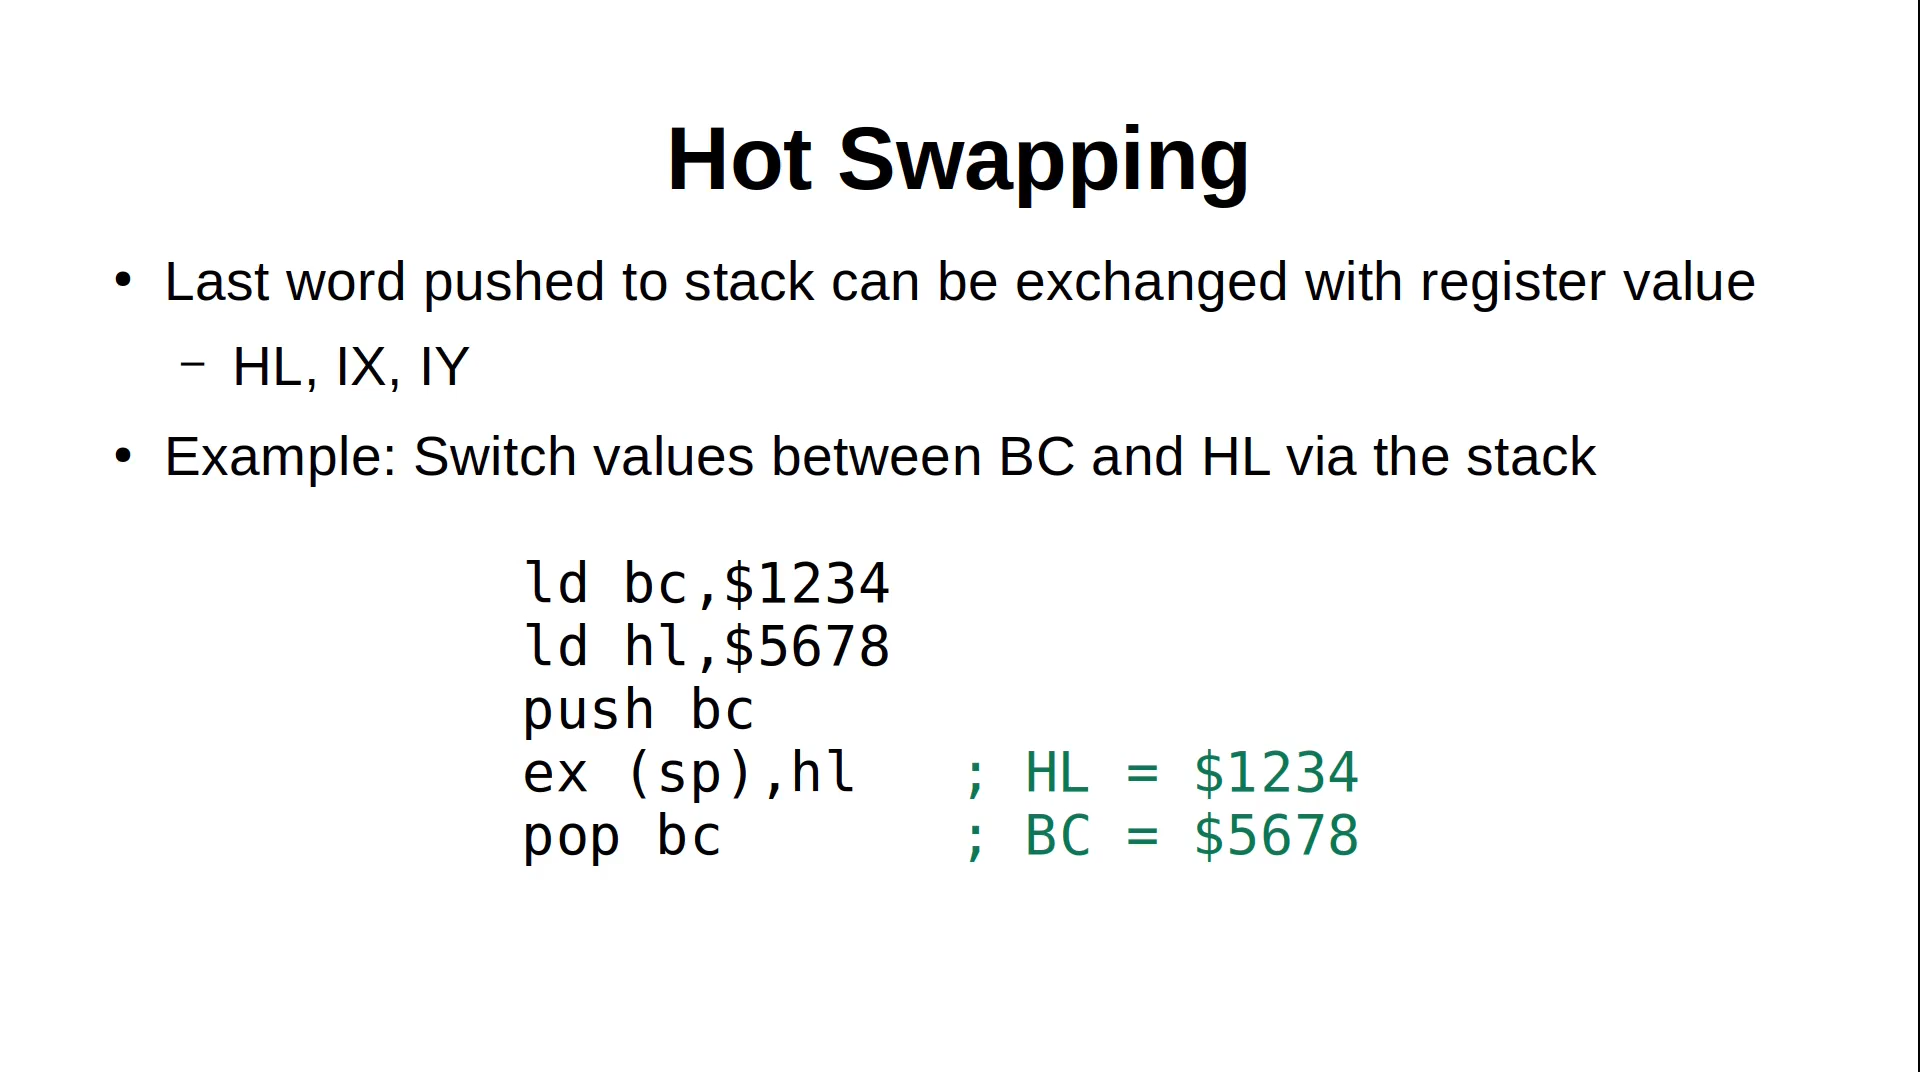 Hot Swapping
• Last word pushed to stack can be exchanged with register value
– HL, IX, IY
• Example: Switch values between BC and HL via the stack
ld bc,$1234
ld hl,$5678
push bc
ex (sp),hl   ; HL = $1234
pop bc       ; BC = $5678